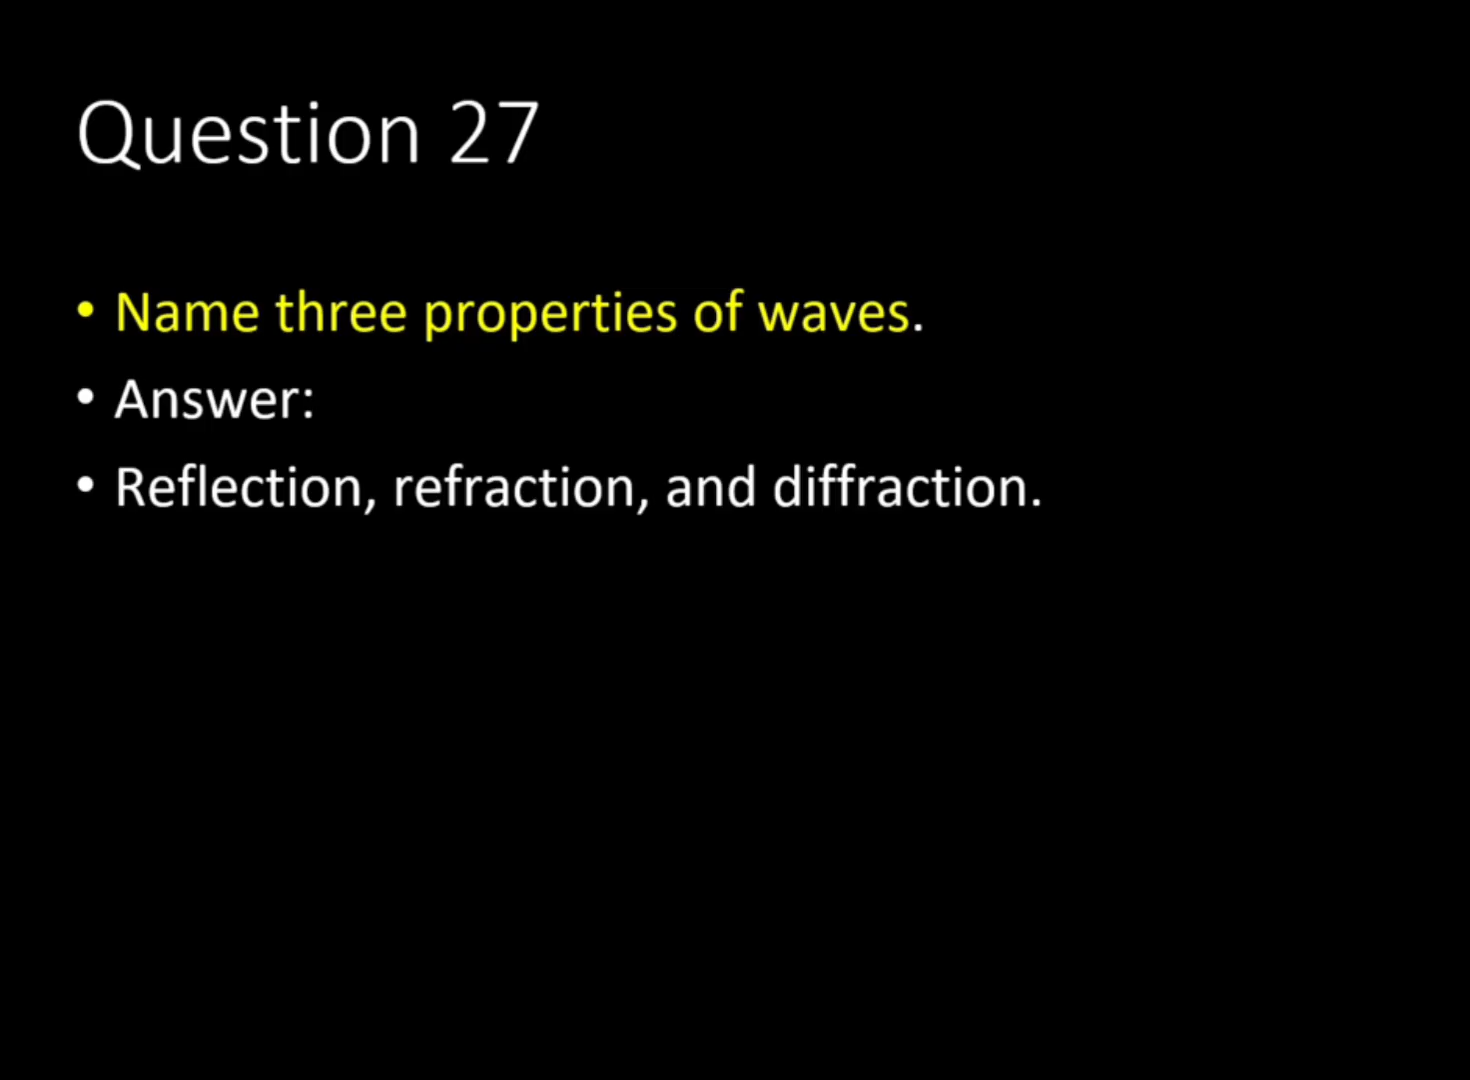 Question 27
• Name three properties of waves.
• Answer:
• Reflection, refraction, and diffraction.